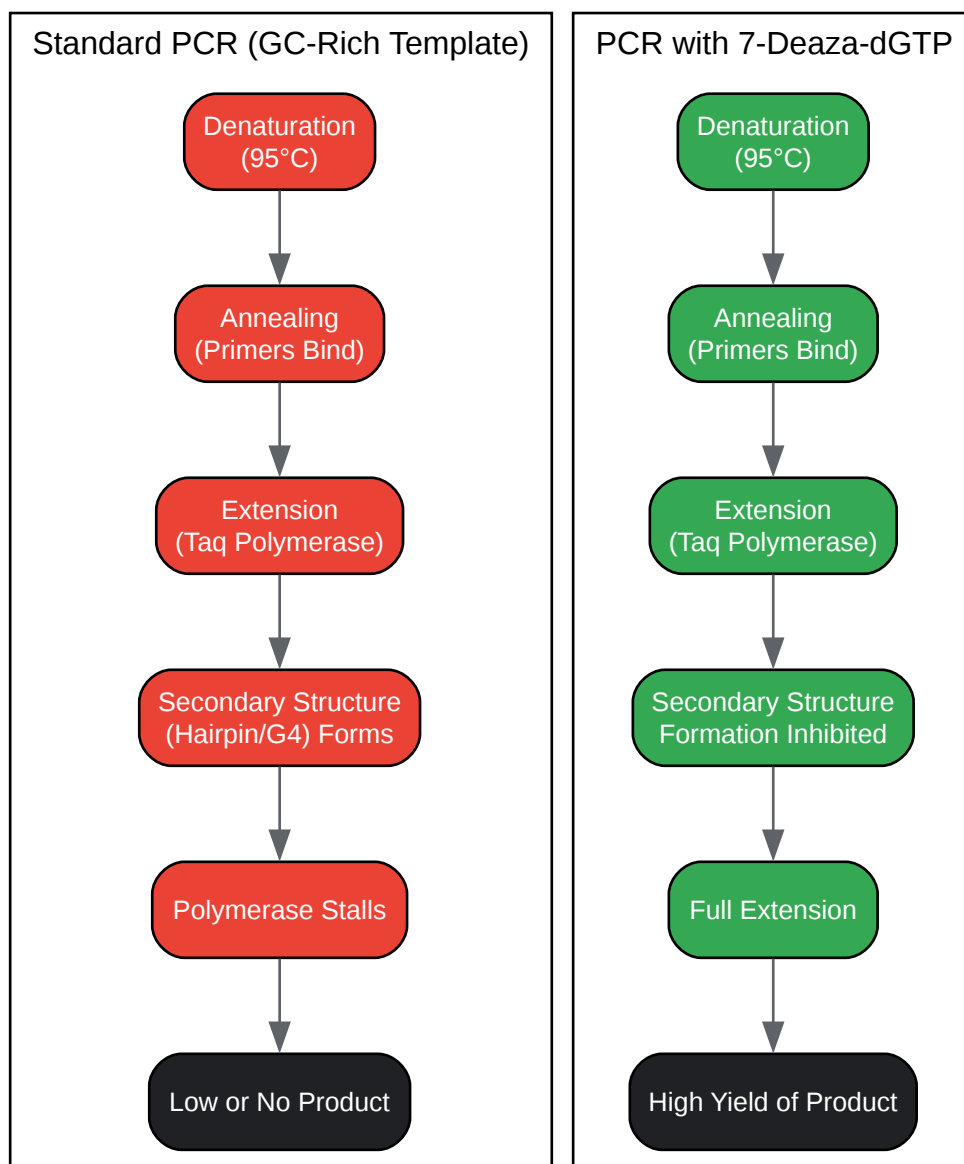 Standard PCR (GC-Rich Template)
Denaturation
(95°C)
Annealing
(Primers Bind)
Extension
(Taq Polymerase)
Secondary Structure
(Hairpin/G4) Forms
Polymerase Stalls
Low or No Product
PCR with 7-Deaza-dGTP
Denaturation
(95°C)
Annealing
(Primers Bind)
Extension
(Taq Polymerase)
Secondary Structure
Formation Inhibited
Full Extension
High Yield of Product